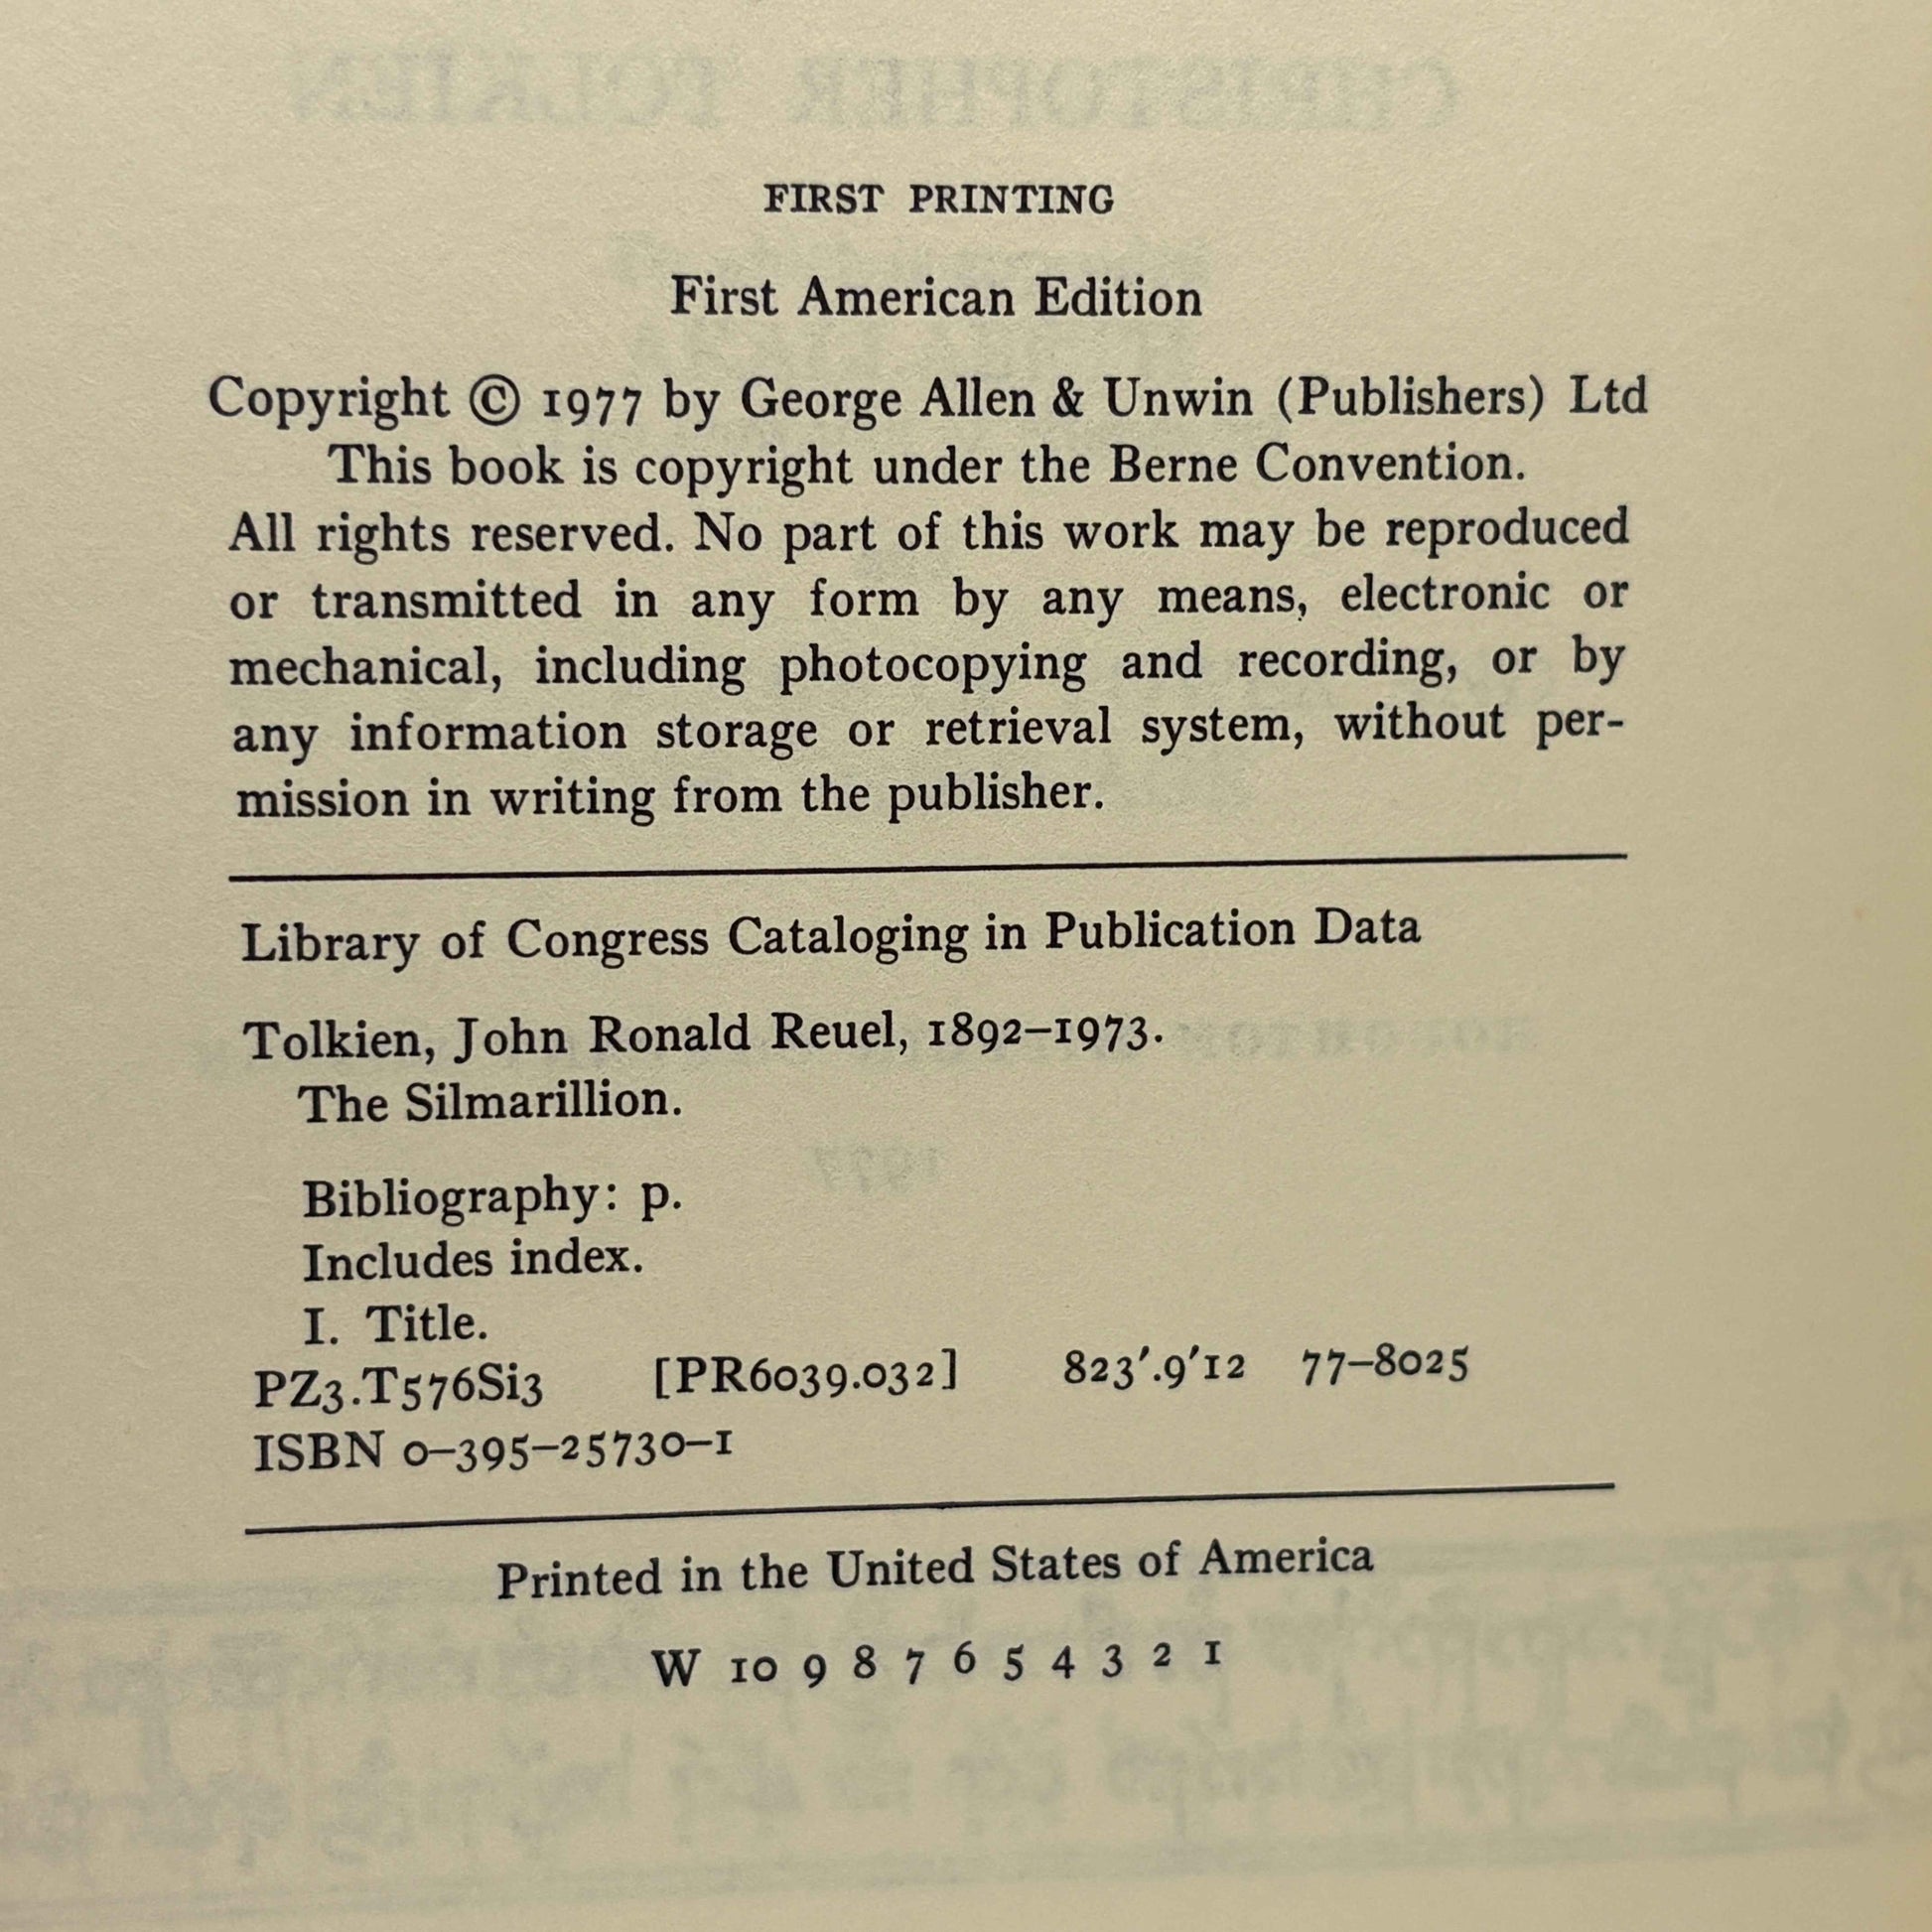 FIRST PRINTING
First American Edition
Copyright © 1977 by George Allen & Unwin (Publishers) Ltd
This book is copyright under the Berne Convention.
All rights reserved. No part of this work may be reproduced
or transmitted in any form by any means, electronic or
mechanical, including photocopying and recording, or by
any information storage or retrieval system, without per-
mission in writing from the publisher.
Library of Congress Cataloging in Publication Data
Tolkien, John Ronald Reuel, 1892–1973.
The Silmarillion.
Bibliography: p.
Includes index.
I. Title.
PZ3.T576Si3 [PR6039.032] 823′.9′12 77–8025
ISBN 0–395–25730–1
Printed in the United States of America
W 10 9 8 7 6 5 4 3 2 1